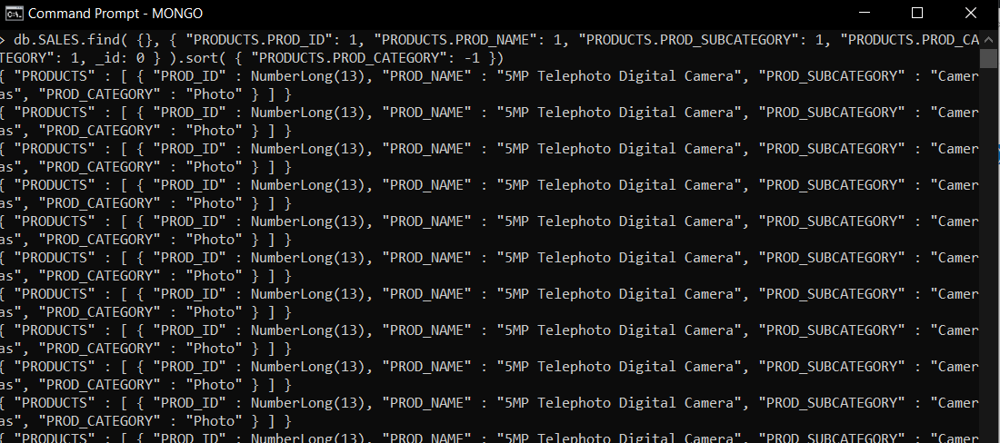 Command Prompt - MONGO
> db.SALES.find( {}, { "PRODUCTS.PROD_ID": 1, "PRODUCTS.PROD_NAME": 1, "PRODUCTS.PROD_SUBCATEGORY": 1, "PRODUCTS.PROD_CA
TEGORY": 1, _id: 0 } ).sort( { "PRODUCTS.PROD_CATEGORY": -1 })
{ "PRODUCTS" : [ { "PROD_ID" : NumberLong(13), "PROD_NAME" : "5MP Telephoto Digital Camera", "PROD_SUBCATEGORY" : "Camer
as", "PROD_CATEGORY" : "Photo" } ] }
{ "PRODUCTS" : [ { "PROD_ID" : NumberLong(13), "PROD_NAME" : "5MP Telephoto Digital Camera", "PROD_SUBCATEGORY" : "Camer
as", "PROD_CATEGORY" : "Photo" } ] }
{ "PRODUCTS" : [ { "PROD_ID" : NumberLong(13), "PROD_NAME" : "5MP Telephoto Digital Camera", "PROD_SUBCATEGORY" : "Camer
as", "PROD_CATEGORY" : "Photo" } ] }
{ "PRODUCTS" : [ { "PROD_ID" : NumberLong(13), "PROD_NAME" : "5MP Telephoto Digital Camera", "PROD_SUBCATEGORY" : "Camer
as", "PROD_CATEGORY" : "Photo" } ] }
{ "PRODUCTS" : [ { "PROD_ID" : NumberLong(13), "PROD_NAME" : "5MP Telephoto Digital Camera", "PROD_SUBCATEGORY" : "Camer
as", "PROD_CATEGORY" : "Photo" } ] }
{ "PRODUCTS" : [ { "PROD_ID" : NumberLong(13), "PROD_NAME" : "5MP Telephoto Digital Camera", "PROD_SUBCATEGORY" : "Camer
as", "PROD_CATEGORY" : "Photo" } ] }
{ "PRODUCTS" : [ { "PROD_ID" : NumberLong(13), "PROD_NAME" : "5MP Telephoto Digital Camera", "PROD_SUBCATEGORY" : "Camer
as", "PROD_CATEGORY" : "Photo" } ] }
{ "PRODUCTS" : [ { "PROD_ID" : NumberLong(13), "PROD_NAME" : "5MP Telephoto Digital Camera", "PROD_SUBCATEGORY" : "Camer
as", "PROD_CATEGORY" : "Photo" } ] }
{ "PRODUCTS" : [ { "PROD_ID" : NumberLong(13), "PROD_NAME" : "5MP Telephoto Digital Camera", "PROD_SUBCATEGORY" : "Camer
as", "PROD_CATEGORY" : "Photo" } ] }
{ "PRODUCTS" : [ { "PROD_ID" : NumberLong(13), "PROD_NAME" : "5MP Telephoto Digital Camera", "PROD_SUBCATEGORY" : "Camer
as", "PROD_CATEGORY" : "Photo" } ] }
{ "PRODUCTS" : [ { "PROD_ID" : NumberLong(13), "PROD_NAME" : "5MP Telephoto Digital Camera", "PROD_SUBCATEGORY" : "Camer